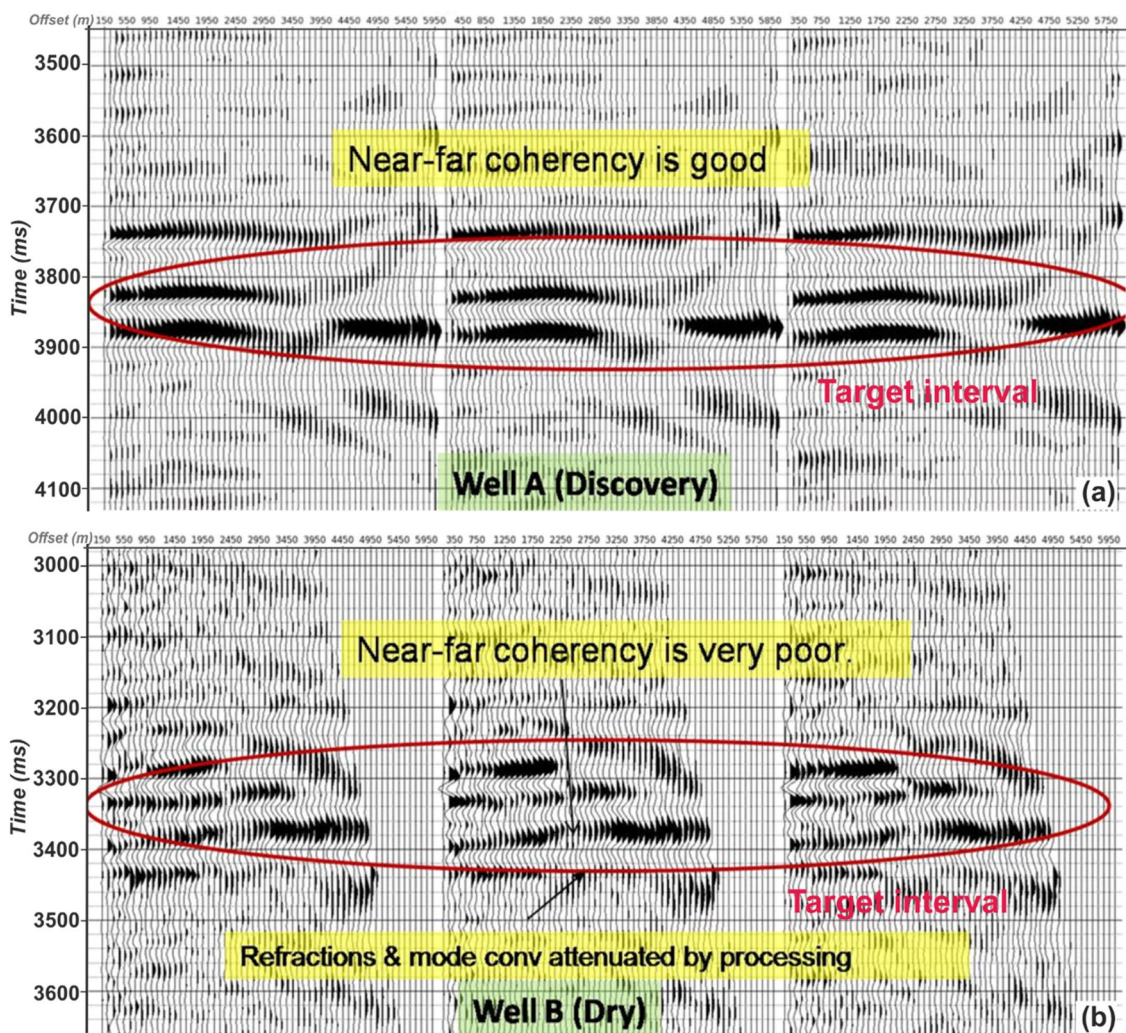 Offset (m) 150 550 950 1450 1950 2450 2950 3450 3950 4450 4950 5450 5950 450 850 1350 1850 2350 2850 3350 3850 4350 4850 5350 5850 350 750 1250 1750 2250 2750 3250 3750 4250 4750 5250 5750
3500
3600
Near-far coherency is good
3700
Time (ms)
3800
3900
Target interval
4000
4100
Well A (Discovery)
(a)
Offset (m) 150 550 950 1450 1950 2450 2950 3450 3950 4450 4950 5450 5950 350 750 1250 1750 2250 2750 3250 3750 4250 4750 5250 5750 150 550 950 1450 1950 2450 2950 3450 3950 4450 4950 5950
3000
3100
Near-far coherency is very poor.
3200
Time (ms)
3300
3400
Target interval
3500
Refractions & mode conv attenuated by processing
3600
Well B (Dry)
(b)